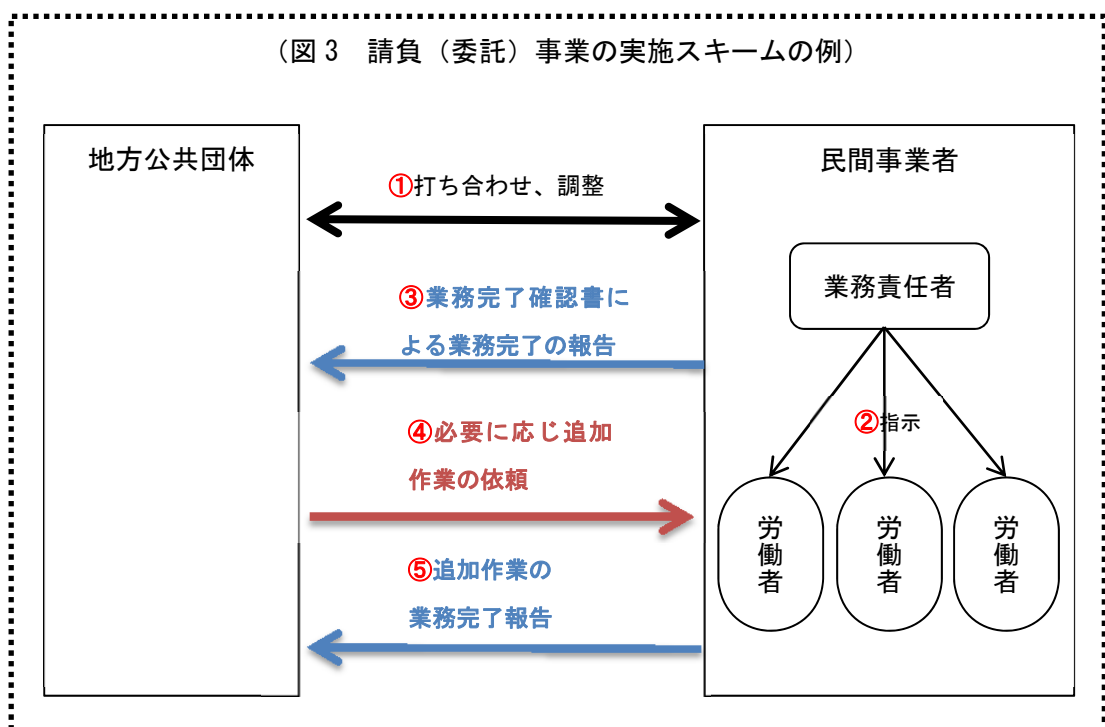 （図3　請負（委託）事業の実施スキームの例）
地方公共団体
民間事業者
①打ち合わせ、調整
業務責任者
③業務完了確認書に
よる業務完了の報告
②指示
④必要に応じ追加
作業の依頼
労働者
労働者
労働者
⑤追加作業の
業務完了報告